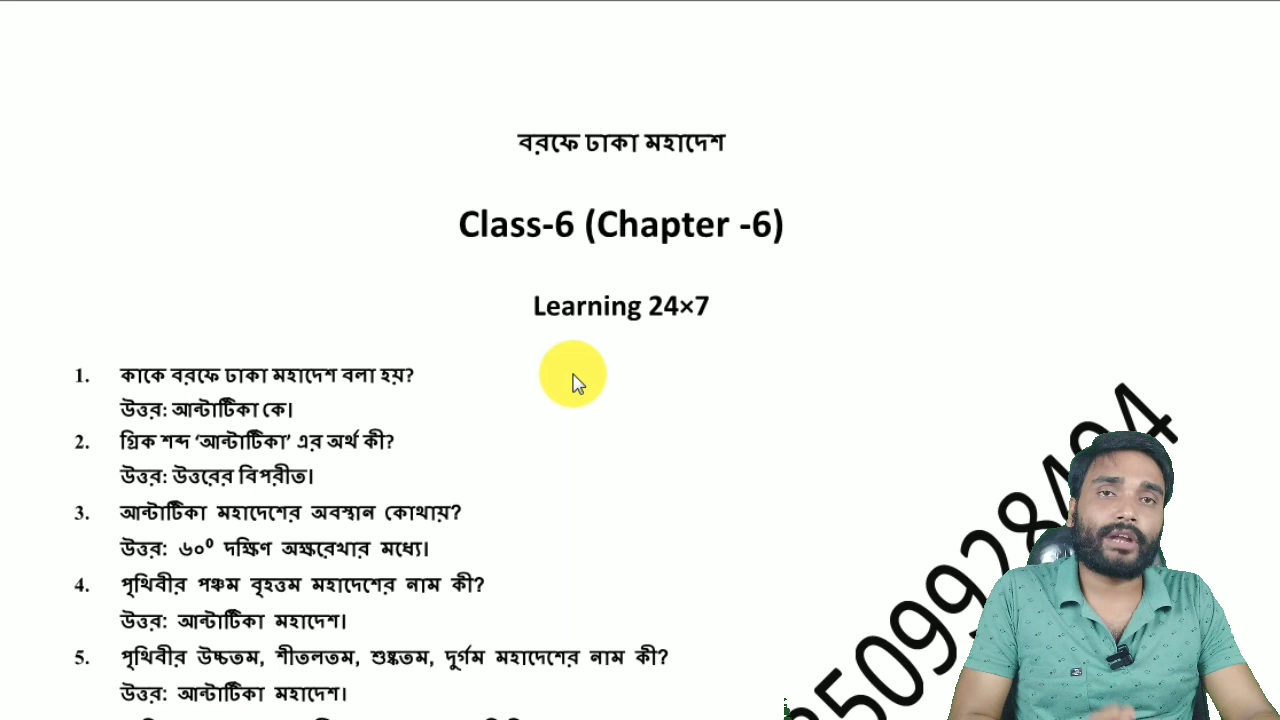 বরফে ঢাকা মহাদেশ
Class-6 (Chapter -6)
Learning 24×7
1. কাকে বরফে ঢাকা মহাদেশ বলা হয়?
উত্তর: আন্টার্টিকা কে।
2. গ্রিক শব্দ ‘আন্টার্টিকা’ এর অর্থ কী?
উত্তর: উত্তরের বিপরীত।
3. আন্টার্টিকা মহাদেশের অবস্থান কোথায়?
উত্তর: ৬০⁰ দক্ষিণ অক্ষরেখার মধ্যে।
4. পৃথিবীর পঞ্চম বৃহত্তম মহাদেশের নাম কী?
উত্তর: আন্টার্টিকা মহাদেশ।
5. পৃথিবীর উচ্চতম, শীতলতম, শুষ্কতম, দুর্গম মহাদেশের নাম কী?
উত্তর: আন্টার্টিকা মহাদেশ।